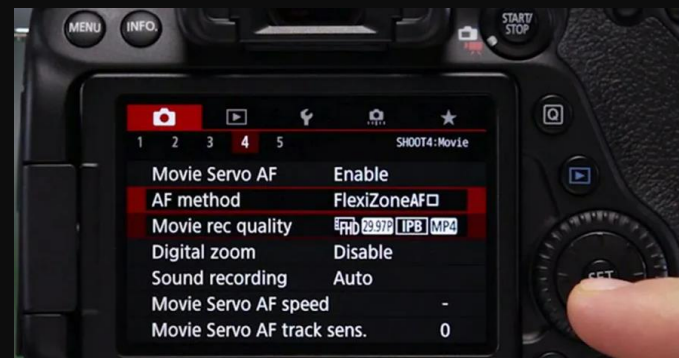 MENU
INFO.
START/
STOP
Q
1 2 3 4 5 SHOOT4:Movie
Movie Servo AF Enable
AF method FlexiZoneAF□
Movie rec quality FHD 29.97P IPB MP4
Digital zoom Disable
Sound recording Auto
Movie Servo AF speed -
Movie Servo AF track sens. 0
SET